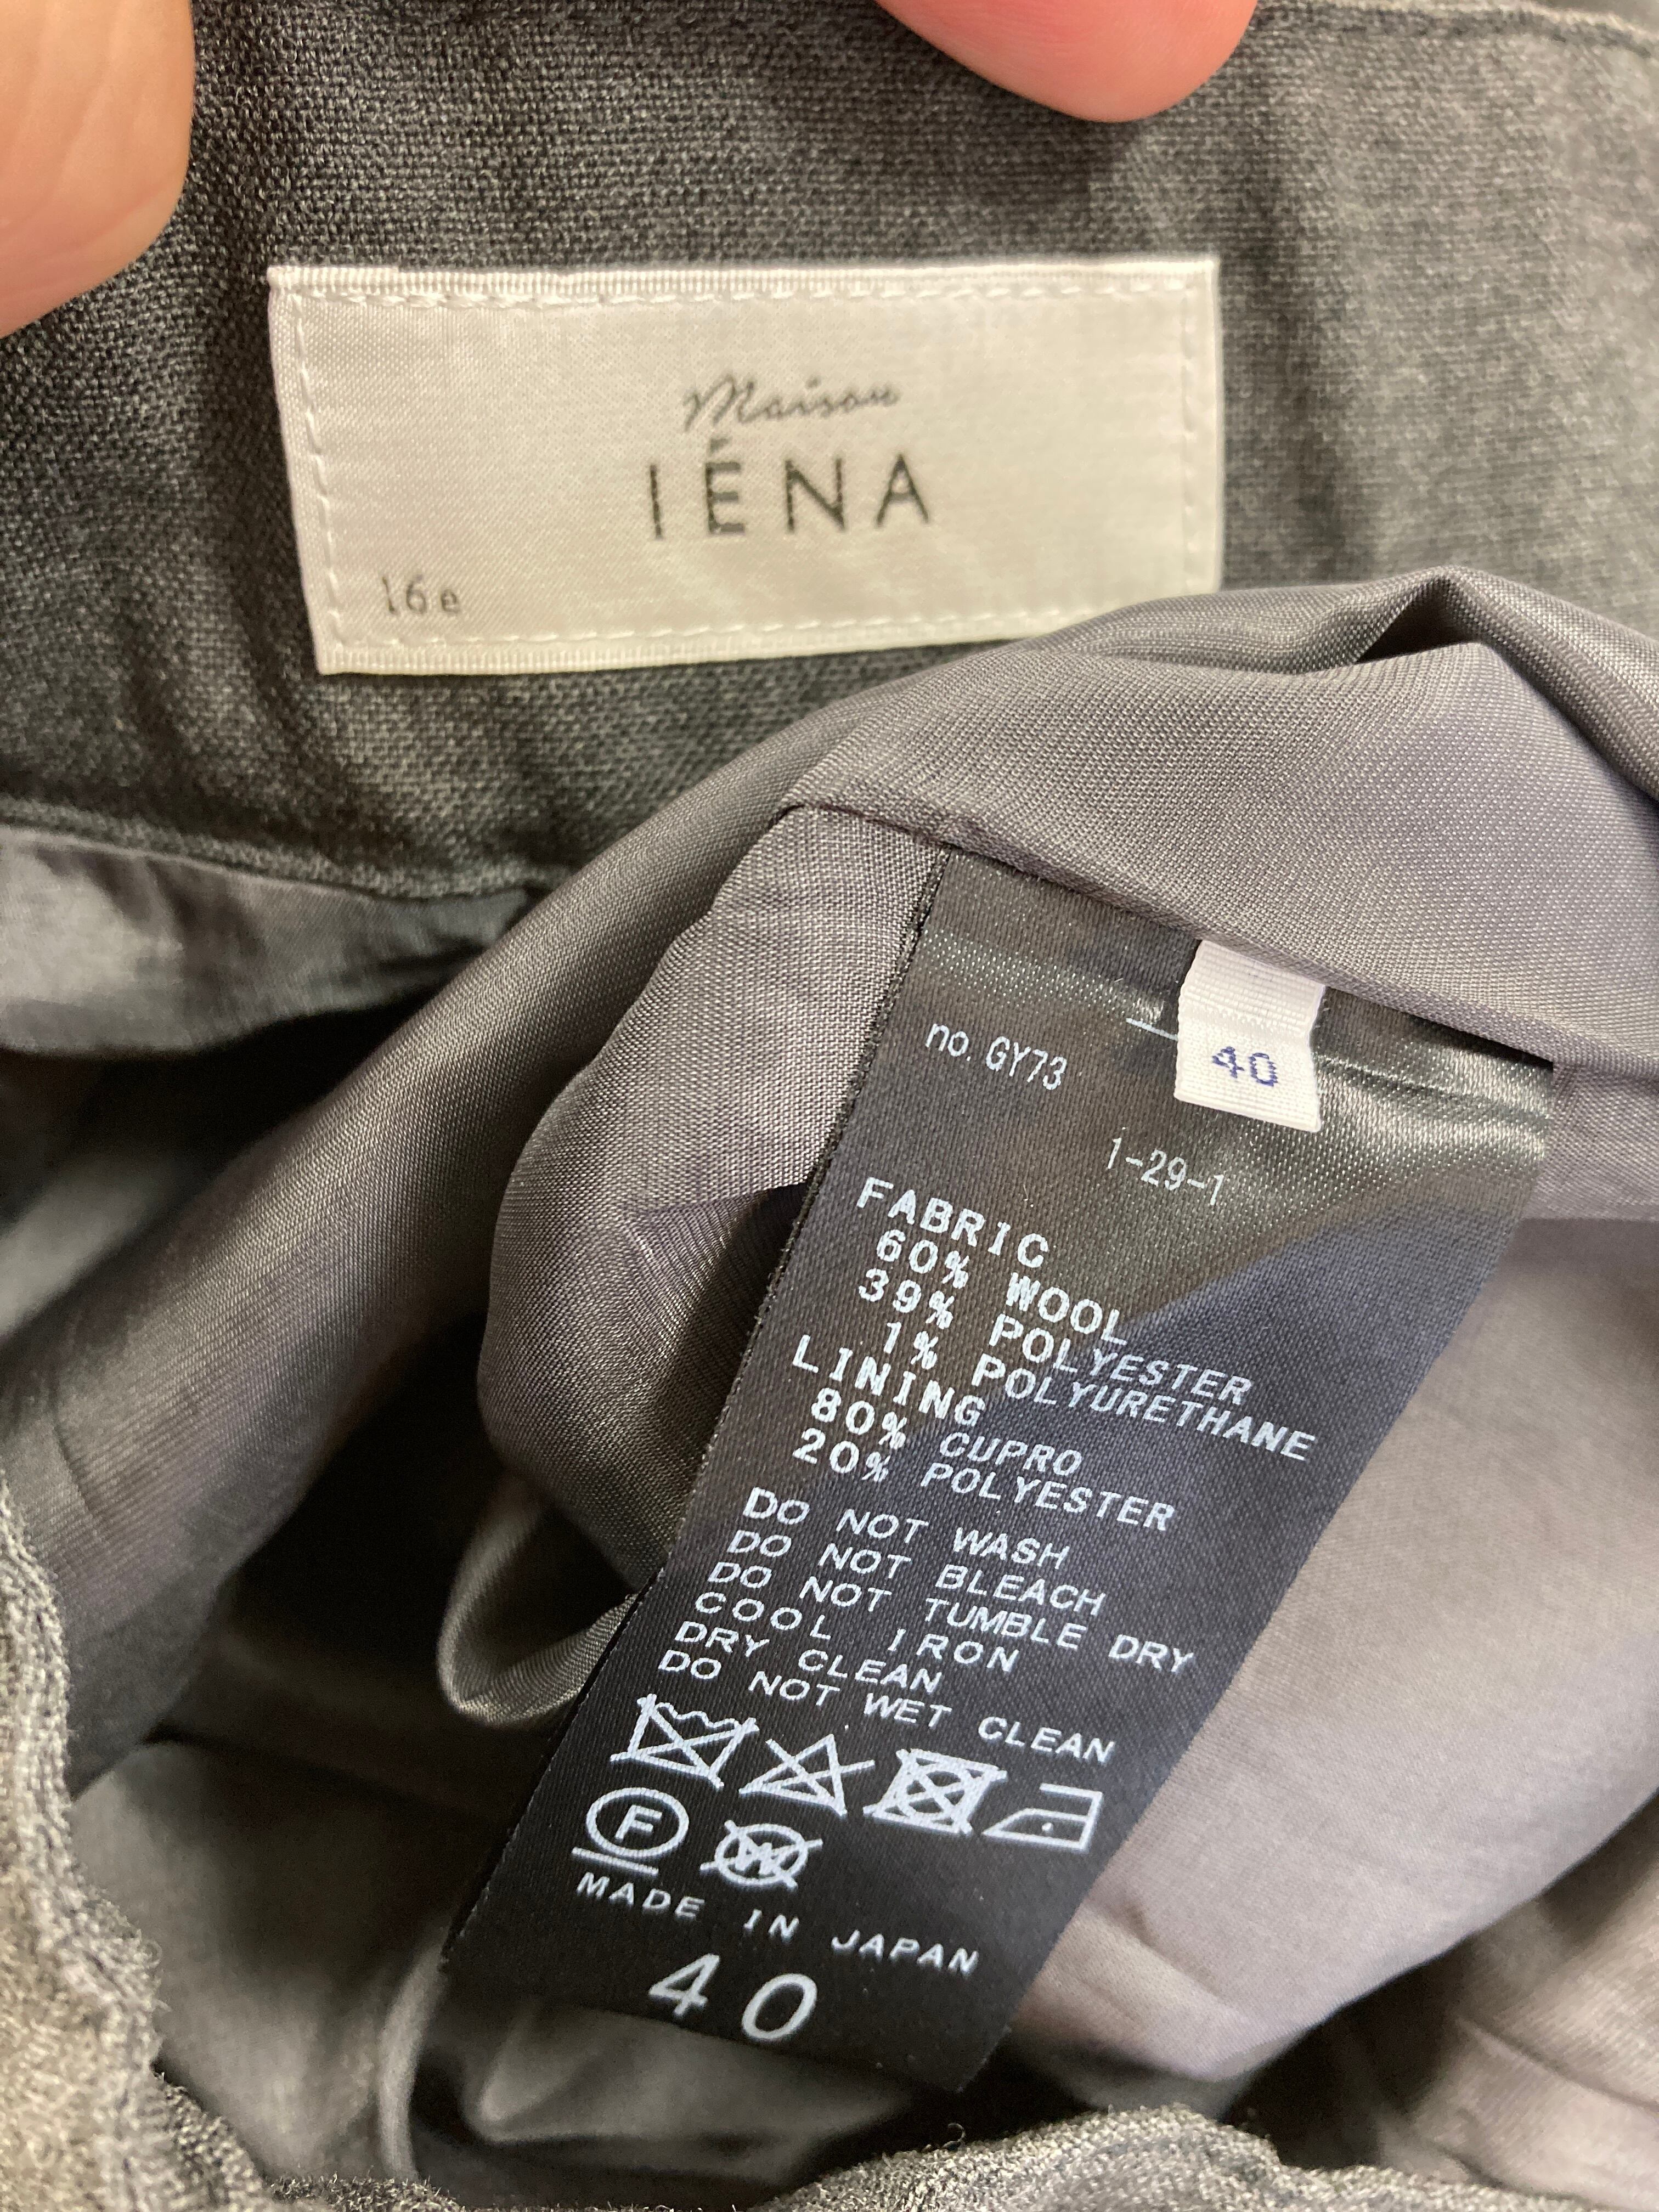 Maison
IÉNA
16e
no. GY73
40
1-29-1
FABRIC
60% WOOL
39% POLYESTER
1% POLYURETHANE
LINING
80% CUPRO
20% POLYESTER
DO NOT WASH
DO NOT BLEACH
DO NOT TUMBLE DRY
COOL IRON
DRY CLEAN
DO NOT WET CLEAN
F W
MADE IN JAPAN
40